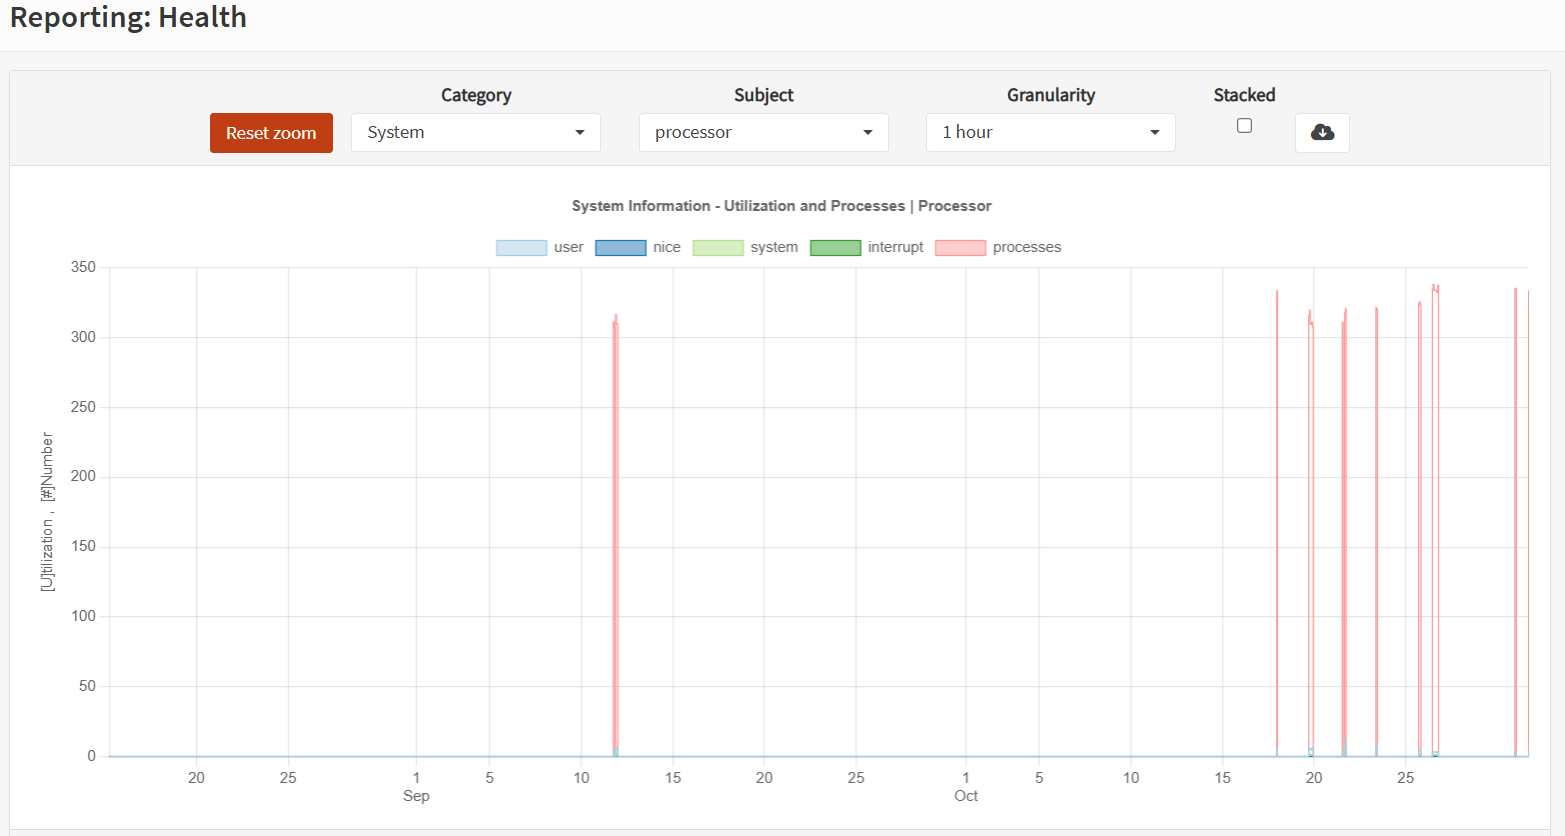 Reporting: Health
Category Subject Granularity Stacked
Reset zoom System processor 1 hour
System Information - Utilization and Processes | Processor
user nice system interrupt processes
350
300
250
200
150
100
50
0
[U]tilization , [#]Number
20 25 1 5 10 15 20 25 1 5 10 15 20 25
Sep Oct